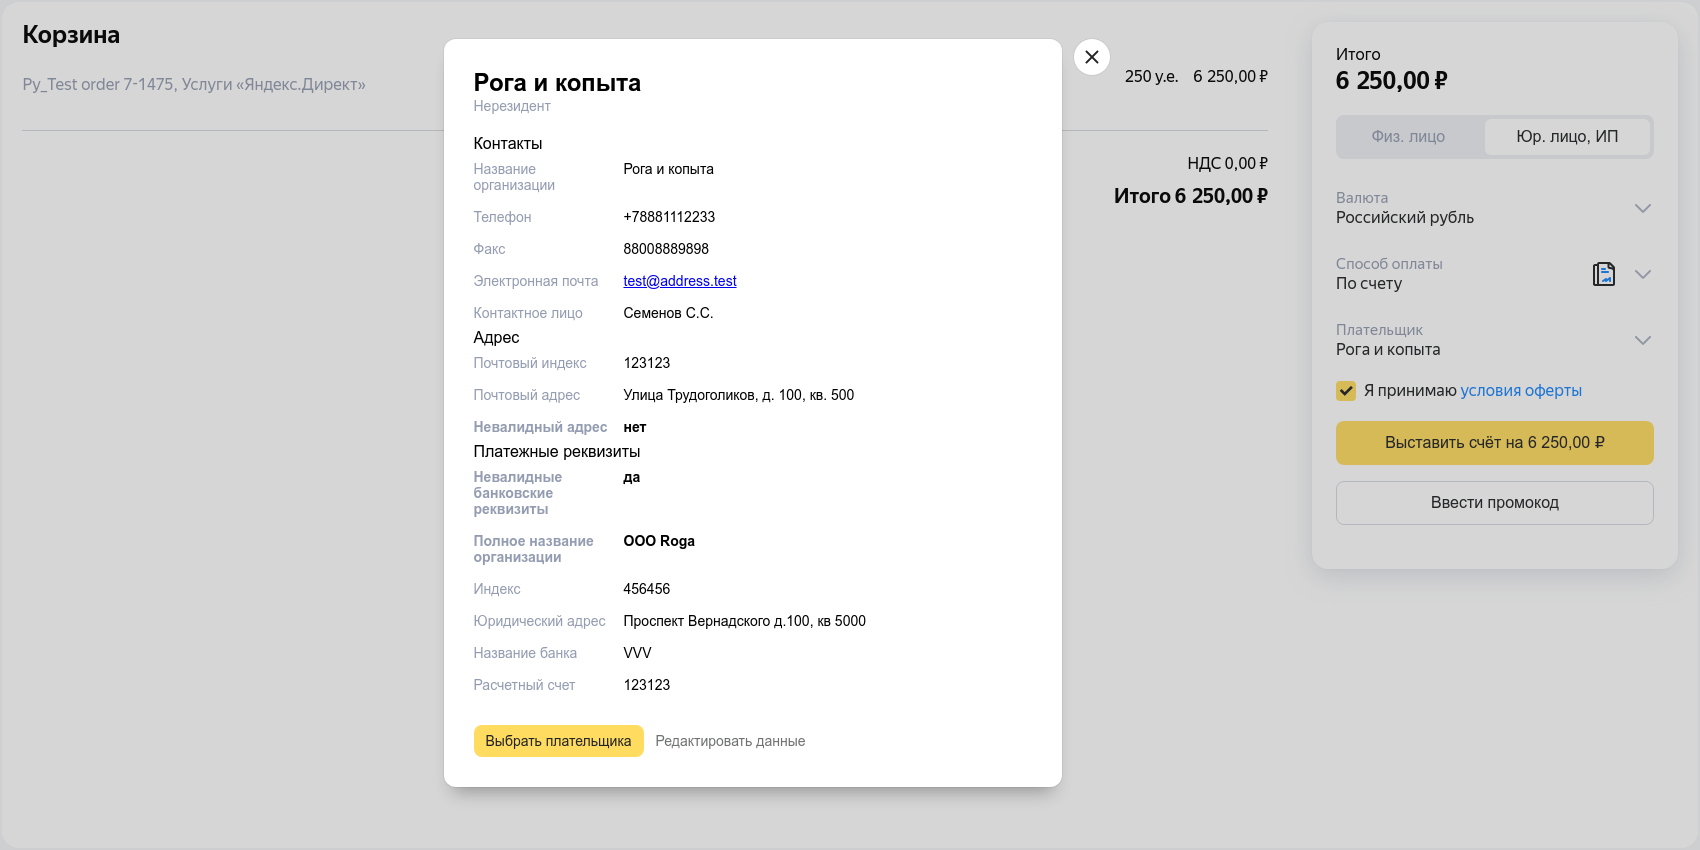 Корзина
Py_Test order 7-1475, Услуги «Яндекс.Директ»
250 у.е. 6 250,00 ₽
НДС 0,00 ₽
Итого 6 250,00 ₽
Рога и копыта
Нерезидент
Контакты
Название
организации
Рога и копыта
Телефон +78881112233
Факс 88008889898
Электронная почта test@address.test
Контактное лицо Семенов С.С.
Адрес
Почтовый индекс 123123
Почтовый адрес Улица Трудоголиков, д. 100, кв. 500
Невалидный адрес нет
Платежные реквизиты
Невалидные
банковские
реквизиты
да
Полное название
организации
ООО Roga
Индекс 456456
Юридический адрес Проспект Вернадского д.100, кв 5000
Название банка VVV
Расчетный счет 123123
Выбрать плательщика Редактировать данные
Итого
6 250,00 ₽
Физ. лицо Юр. лицо, ИП
Валюта
Российский рубль
Способ оплаты
По счету
Плательщик
Рога и копыта
Я принимаю условия оферты
Выставить счёт на 6 250,00 ₽
Ввести промокод